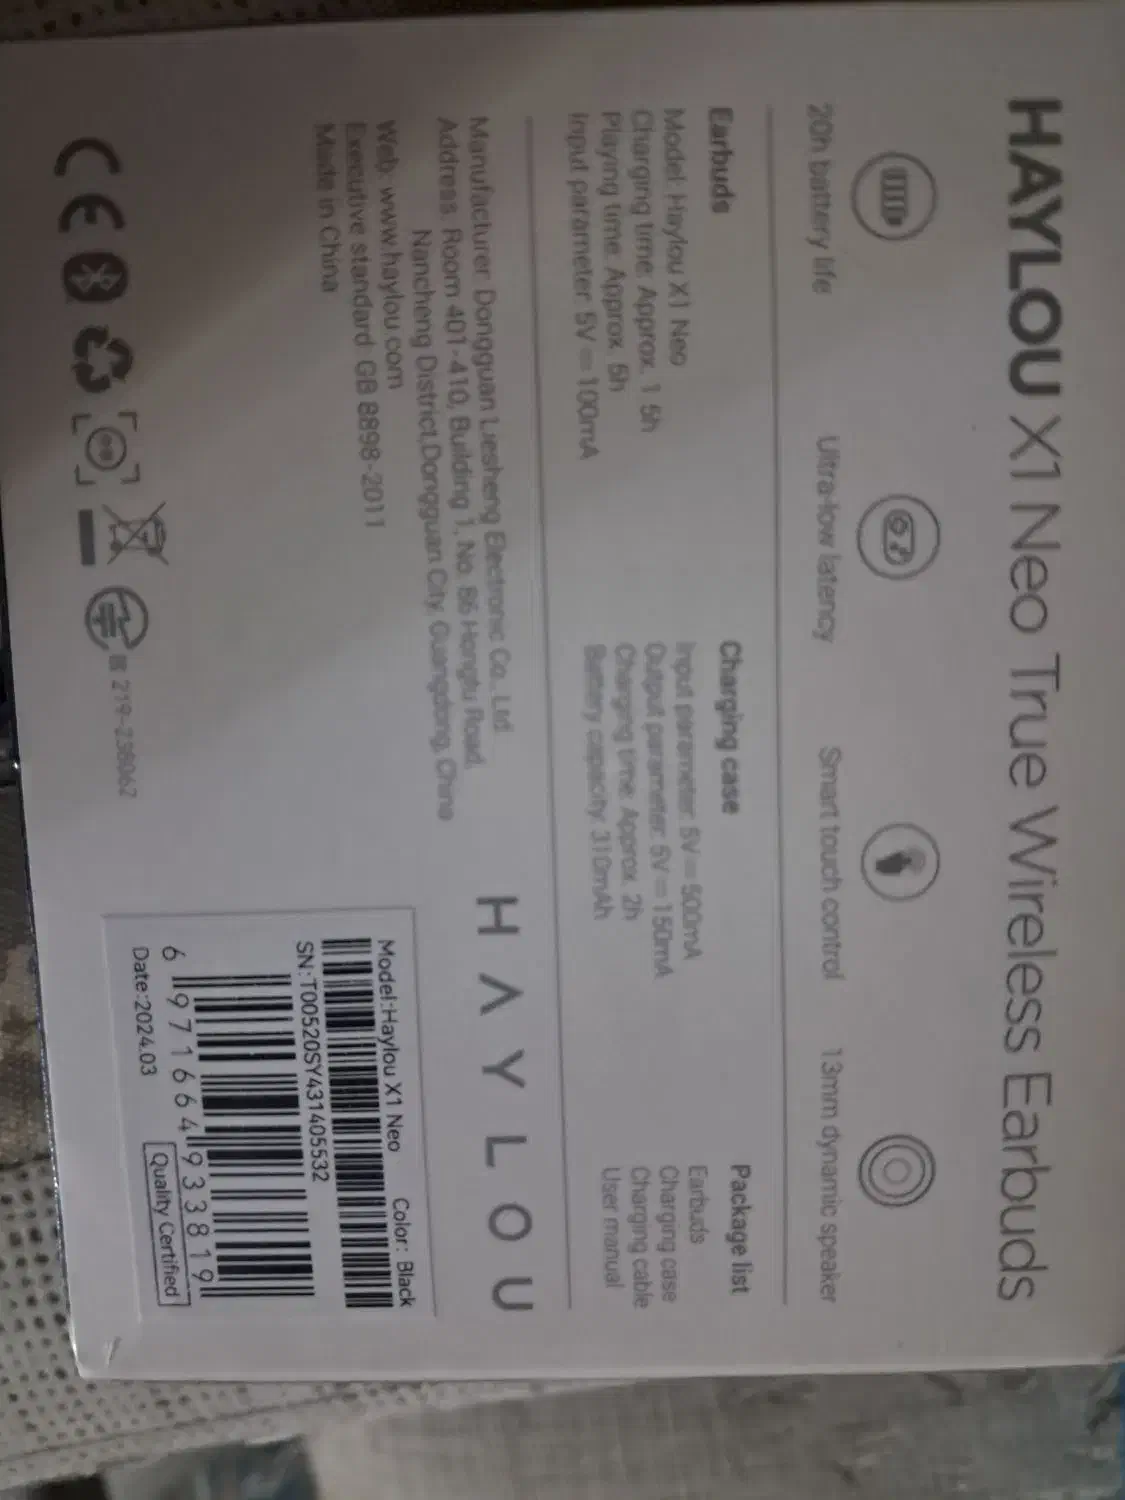 HAYLOU X1 Neo True Wireless Earbuds
20h battery life
Ultra-low latency
Smart touch control
13mm dynamic speaker
Earbuds
Model: Haylou X1 Neo
Charging time: Approx. 1.5h
Playing time: Approx. 5h
Input parameter: 5V⎓100mA
Charging case
Input parameter: 5V⎓500mA
Output parameter: 5V⎓150mA
Charging time: Approx. 2h
Battery capacity: 310mAh
Package list
Earbuds
Charging case
Charging cable
User manual
Manufacturer: Dongguan Liesheng Electronic Co., Ltd.
Address: Room 401-410, Building 1, No. 86 Hongtu Road,
Nancheng District, Dongguan City, Guangdong, China
Web: www.haylou.com
Executive standard: GB 8898-2011
Made in China
HAYLOU
CE
219-238062
Model:Haylou X1 Neo Color: Black
SN:T00520SY431405532
6 971664 933819
Date:2024.03 Quality Certified